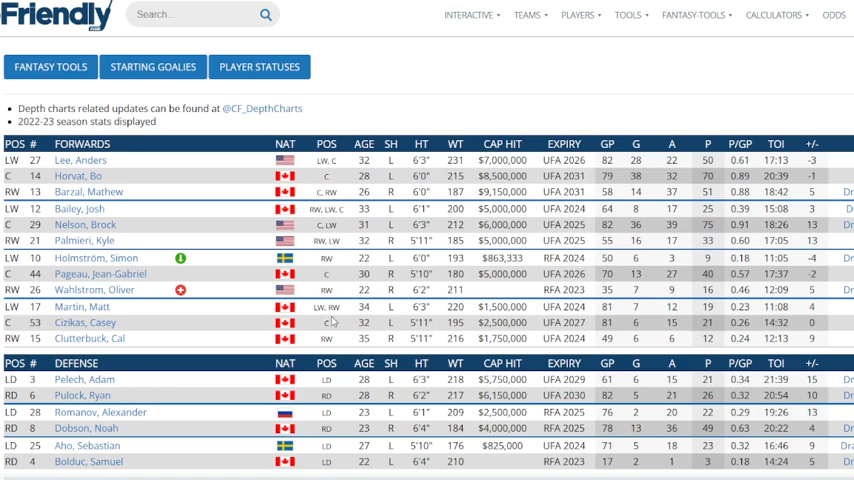 Friendly
Search...
INTERACTIVE TEAMS PLAYERS TOOLS FANTASY-TOOLS CALCULATORS ODDS
FANTASY TOOLS STARTING GOALIES PLAYER STATUSES
Depth charts related updates can be found at @CF_DepthCharts
2022-23 season stats displayed
POS # FORWARDS NAT POS AGE SH HT WT CAP HIT EXPIRY GP G A P P/GP TOI +/-
LW 27 Lee, Anders LW, C 32 L 6'3" 231 $7,000,000 UFA 2026 82 28 22 50 0.61 17:13 -3
C 14 Horvat, Bo C 28 L 6'0" 215 $8,500,000 UFA 2031 79 38 32 70 0.89 20:39 -1
RW 13 Barzal, Mathew C, RW 26 R 6'0" 187 $9,150,000 UFA 2031 58 14 37 51 0.88 18:42 5 Dr
LW 12 Bailey, Josh RW, LW, C 33 L 6'1" 200 $5,000,000 UFA 2024 64 8 17 25 0.39 15:08 3 D
C 29 Nelson, Brock C, LW 31 L 6'3" 212 $6,000,000 UFA 2025 82 36 39 75 0.91 18:26 13 Dr
RW 21 Palmieri, Kyle RW, LW 32 R 5'11" 185 $5,000,000 UFA 2025 55 16 17 33 0.60 17:05 13
LW 10 Holmström, Simon RW 22 L 6'0" 193 $863,333 RFA 2024 50 6 3 9 0.18 11:05 -4 Dr
C 44 Pageau, Jean-Gabriel C 30 R 5'10" 180 $5,000,000 UFA 2026 70 13 27 40 0.57 17:37 -2
RW 26 Wahlstrom, Oliver RW 22 R 6'2" 211 RFA 2023 35 7 9 16 0.46 12:09 5 Dr
LW 17 Martin, Matt LW, RW 34 L 6'3" 220 $1,500,000 UFA 2024 81 7 12 19 0.23 11:08 4
C 53 Cizikas, Casey C 32 L 5'11" 195 $2,500,000 UFA 2027 81 6 15 21 0.26 14:32 0
RW 15 Clutterbuck, Cal RW 35 R 5'11" 216 $1,750,000 UFA 2024 49 6 6 12 0.24 12:13 9
POS # DEFENSE NAT POS AGE SH HT WT CAP HIT EXPIRY GP G A P P/GP TOI +/-
LD 3 Pelech, Adam LD 28 L 6'3" 218 $5,750,000 UFA 2029 61 6 15 21 0.34 21:39 15 Dr
RD 6 Pulock, Ryan RD 28 R 6'2" 217 $6,150,000 UFA 2030 82 5 21 26 0.32 20:54 10 Dr
LD 28 Romanov, Alexander LD 23 L 6'1" 209 $2,500,000 RFA 2025 76 2 20 22 0.29 19:26 13
RD 8 Dobson, Noah RD 23 R 6'4" 184 $4,000,000 RFA 2025 78 13 36 49 0.63 20:22 4 Dr
LD 25 Aho, Sebastian LD 27 L 5'10" 176 $825,000 UFA 2024 71 5 18 23 0.32 16:46 9 Dra
RD 4 Bolduc, Samuel LD 22 L 6'4" 210 RFA 2023 17 2 1 3 0.18 14:24 5 Dr